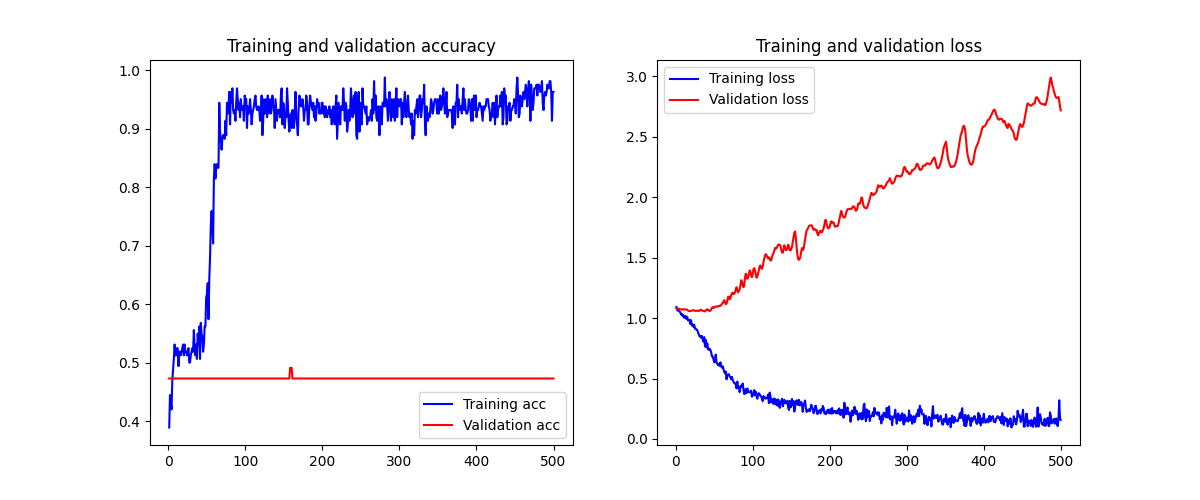 Training and validation accuracy
1.0
0.9
0.8
0.7
0.6
0.5
0.4
Training acc
Validation acc
0 100 200 300 400 500
Training and validation loss
Training loss
Validation loss
3.0
2.5
2.0
1.5
1.0
0.5
0.0
0 100 200 300 400 500